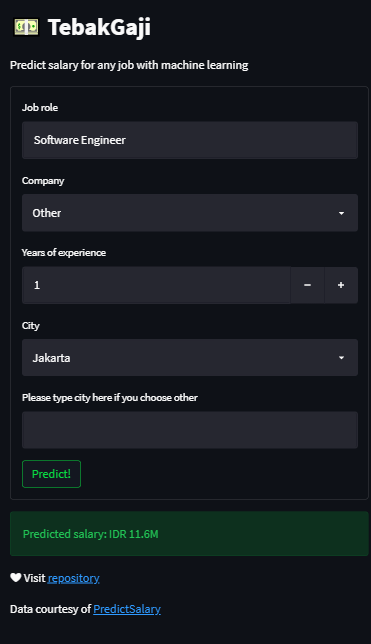 TebakGaji
Predict salary for any job with machine learning
Job role
Software Engineer
Company
Other
Years of experience
1
City
Jakarta
Please type city here if you choose other
Predict!
Predicted salary: IDR 11.6M
Visit repository
Data courtesy of PredictSalary